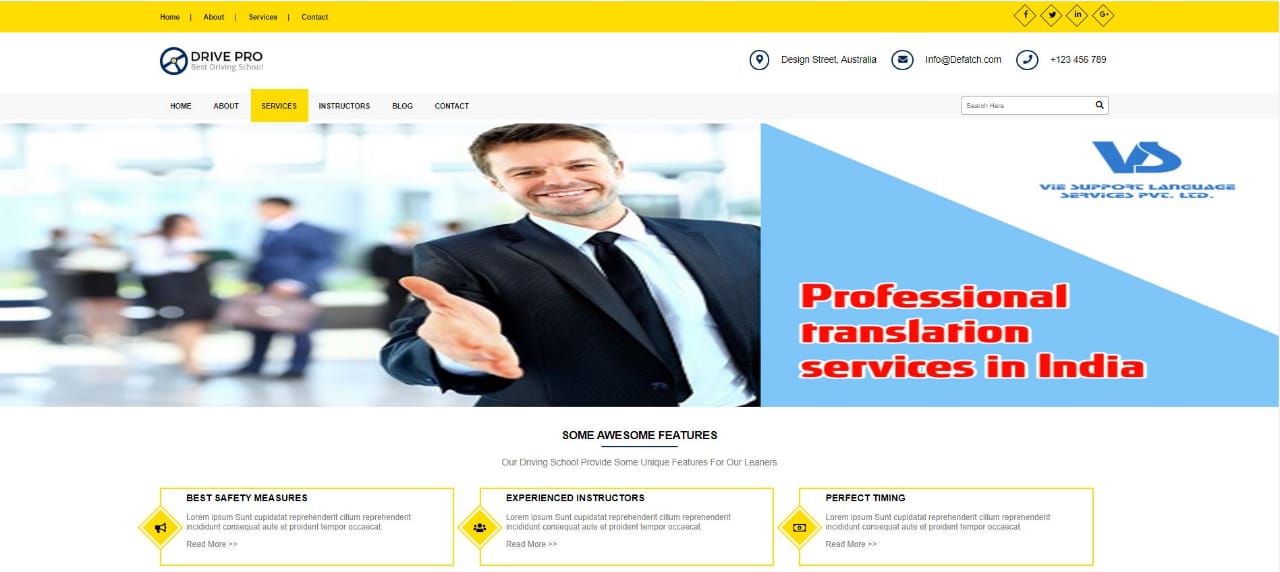 Home | About | Services | Contact
DRIVE PRO
Best Driving School
Design Street, Australia
Info@Defatch.com
+123 456 789
HOME ABOUT SERVICES INSTRUCTORS BLOG CONTACT
Search Here
VS
VIE SUPPORT LANGUAGE
SERVICES PVT. LTD.
Professional
translation
services in India
SOME AWESOME FEATURES
Our Driving School Provide Some Unique Features For Our Leaners
BEST SAFETY MEASURES
Lorem ipsum Sunt cupidatat reprehenderit cillum reprehenderit
incididunt consequat aute et proident tempor occaecat.
Read More >>
EXPERIENCED INSTRUCTORS
Lorem ipsum Sunt cupidatat reprehenderit cillum reprehenderit
incididunt consequat aute et proident tempor occaecat.
Read More >>
PERFECT TIMING
Lorem ipsum Sunt cupidatat reprehenderit cillum reprehenderit
incididunt consequat aute et proident tempor occaecat.
Read More >>